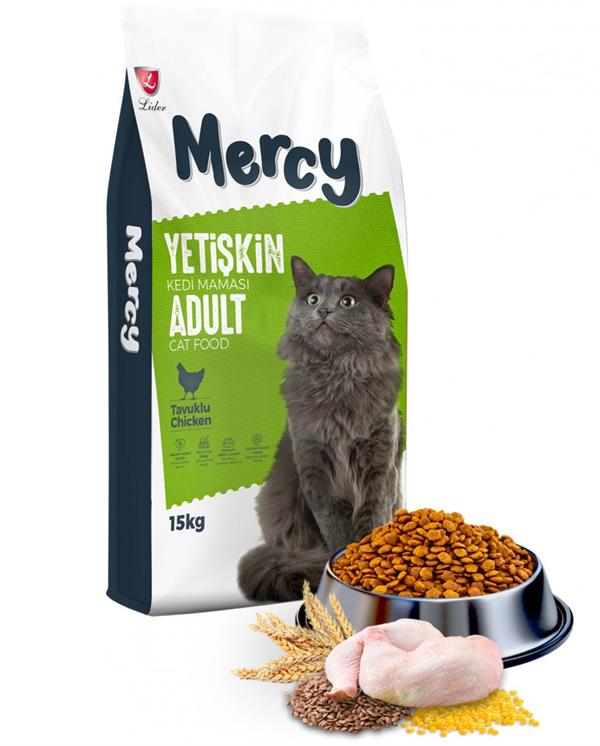 Lider
Mercy
Mercy
YETİŞKİN
KEDİ MAMASI
ADULT
CAT FOOD
Tavuklu
Chicken
15kg